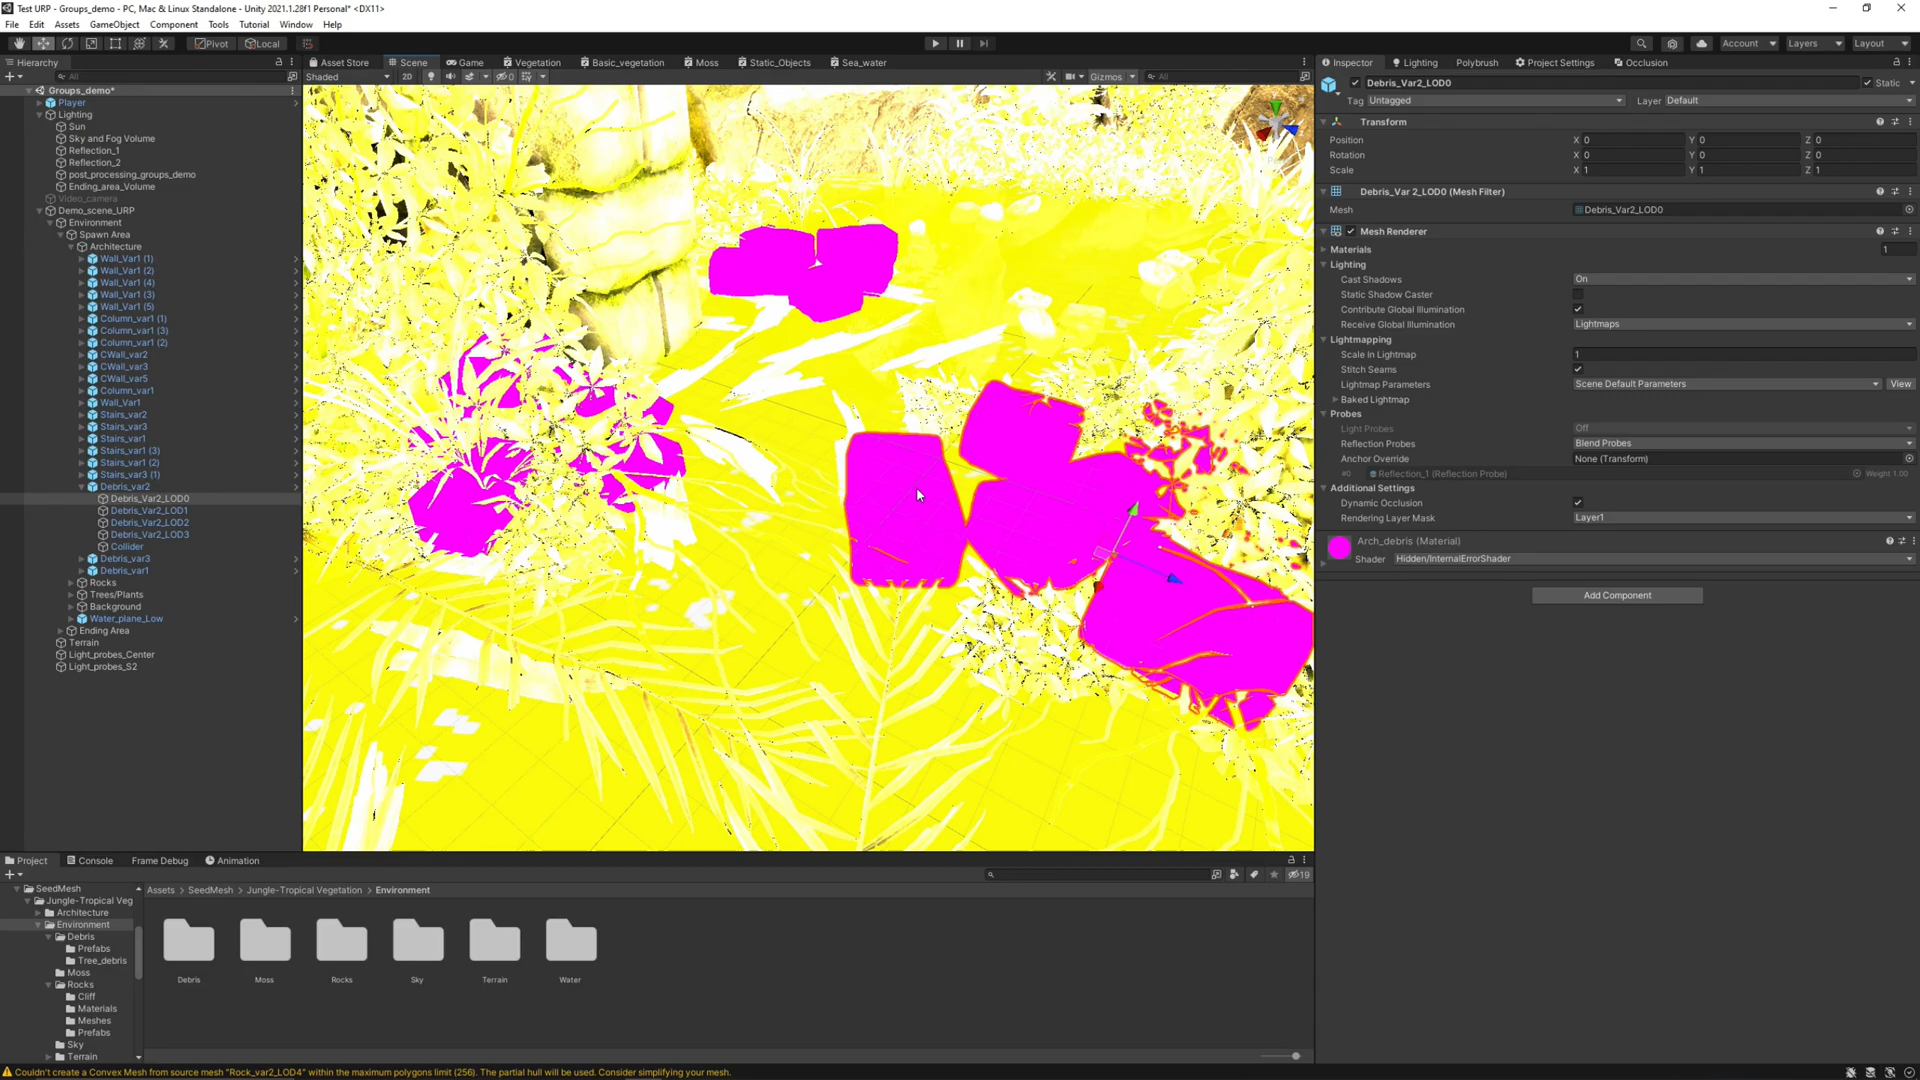 Test URP - Groups_demo - PC, Mac & Linux Standalone - Unity 2021.1.28f1 Personal* <DX11>
File Edit Assets GameObject Component Tools Tutorial Window Help
Pivot Local Account Layers Layout
Hierarchy
All
Groups_demo*
Player
Lighting
Sun
Sky and Fog Volume
Reflection_1
Reflection_2
post_processing_groups_demo
Ending_area_Volume
Video_camera
Demo_scene_URP
Environment
Spawn Area
Architecture
Wall_Var1 (1)
Wall_Var1 (2)
Wall_Var1 (4)
Wall_Var1 (3)
Wall_Var1 (5)
Column_var1 (1)
Column_var1 (3)
Column_var1 (2)
CWall_var2
CWall_var3
CWall_var5
Column_var1
Wall_Var1
Stairs_var2
Stairs_var3
Stairs_var1
Stairs_var1 (3)
Stairs_var1 (2)
Stairs_var3 (1)
Debris_var2
Debris_Var2_LOD0
Debris_Var2_LOD1
Debris_Var2_LOD2
Debris_Var2_LOD3
Collider
Debris_var3
Debris_var1
Rocks
Trees/Plants
Background
Water_plane_Low
Ending Area
Terrain
Light_probes_Center
Light_probes_S2
Asset Store Scene Game Vegetation Basic_vegetation Moss Static_Objects Sea_water
Shaded 2D 0 Gizmos All
Inspector Lighting Polybrush Project Settings Occlusion
Debris_Var2_LOD0 Static
Tag Untagged Layer Default
Transform
Position X 0 Y 0 Z 0
Rotation X 0 Y 0 Z 0
Scale X 1 Y 1 Z 1
Debris_Var 2_LOD0 (Mesh Filter)
Mesh Debris_Var2_LOD0
Mesh Renderer
Materials 1
Lighting
Cast Shadows On
Static Shadow Caster
Contribute Global Illumination
Receive Global Illumination Lightmaps
Lightmapping
Scale In Lightmap 1
Stitch Seams
Lightmap Parameters Scene Default Parameters View
Baked Lightmap
Probes
Light Probes Off
Reflection Probes Blend Probes
Anchor Override None (Transform)
#0 Reflection_1 (Reflection Probe) Weight 1.00
Additional Settings
Dynamic Occlusion
Rendering Layer Mask Layer1
Arch_debris (Material)
Shader Hidden/InternalErrorShader
Add Component
Project Console Frame Debug Animation
19
SeedMesh
Jungle-Tropical Veg
Architecture
Environment
Debris
Prefabs
Tree_debris
Moss
Rocks
Cliff
Materials
Meshes
Prefabs
Sky
Terrain
Assets > SeedMesh > Jungle-Tropical Vegetation > Environment
Debris Moss Rocks Sky Terrain Water
Couldn't create a Convex Mesh from source mesh "Rock_var2_LOD4" within the maximum polygons limit (256). The partial hull will be used. Consider simplifying your mesh.